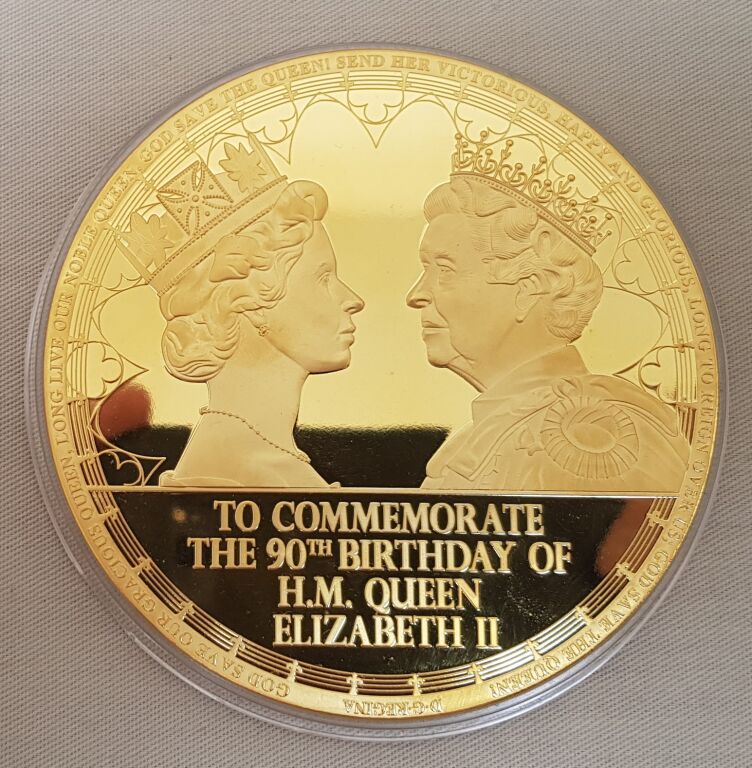 GOD SAVE OUR GRACIOUS QUEEN, LONG LIVE OUR NOBLE QUEEN, GOD SAVE THE QUEEN! SEND HER VICTORIOUS, HAPPY AND GLORIOUS, LONG TO REIGN OVER US: GOD SAVE THE QUEEN!
TO COMMEMORATE
THE 90TH BIRTHDAY OF
H.M. QUEEN
ELIZABETH II
D·G·REGINA